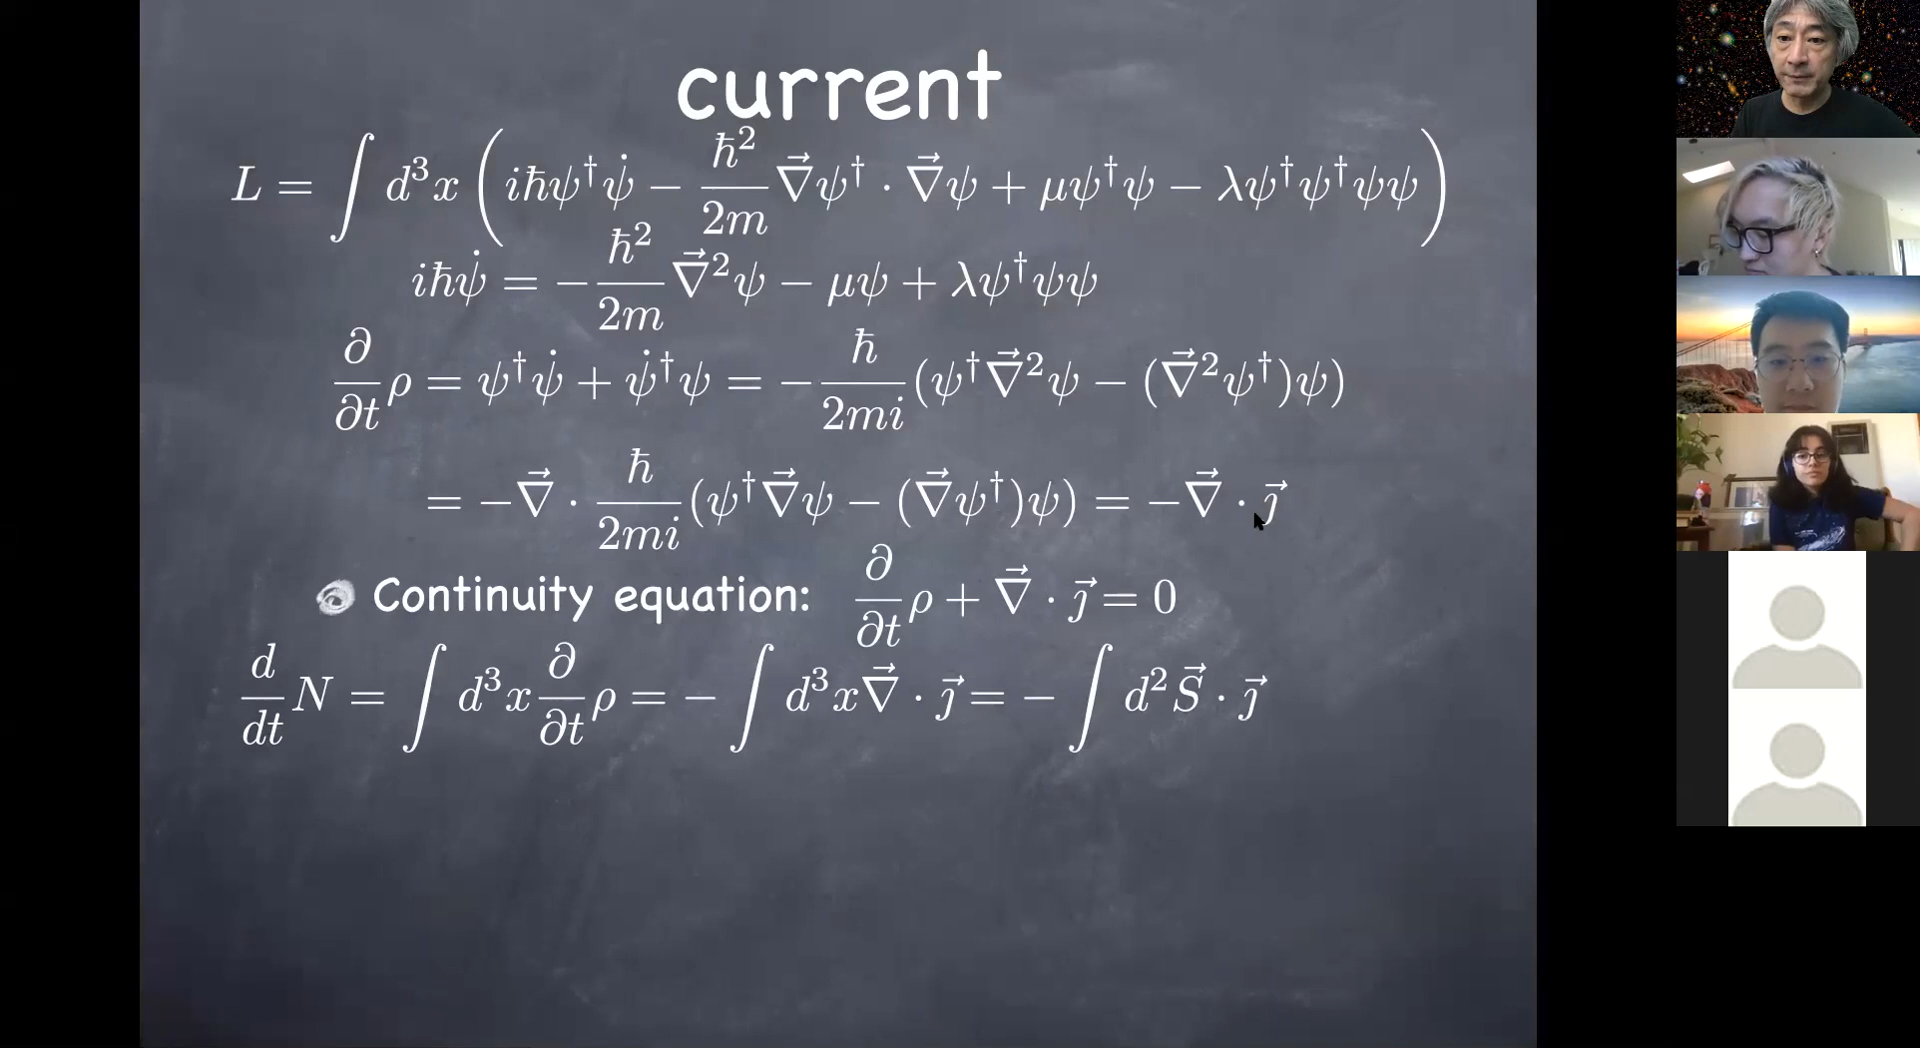 current
L = ∫ d³x ( iħψ†ψ̇ − ħ²/2m ∇⃗ψ† · ∇⃗ψ + μψ†ψ − λψ†ψ†ψψ )
iħψ̇ = − ħ²/2m ∇⃗²ψ − μψ + λψ†ψψ
∂/∂t ρ = ψ†ψ̇ + ψ̇†ψ = − ħ/2mi (ψ†∇⃗²ψ − (∇⃗²ψ†)ψ)
= −∇⃗ · ħ/2mi (ψ†∇⃗ψ − (∇⃗ψ†)ψ) = −∇⃗ · ȷ⃗
Continuity equation: ∂/∂t ρ + ∇⃗ · ȷ⃗ = 0
d/dt N = ∫ d³x ∂/∂t ρ = − ∫ d³x ∇⃗ · ȷ⃗ = − ∫ d²S⃗ · ȷ⃗